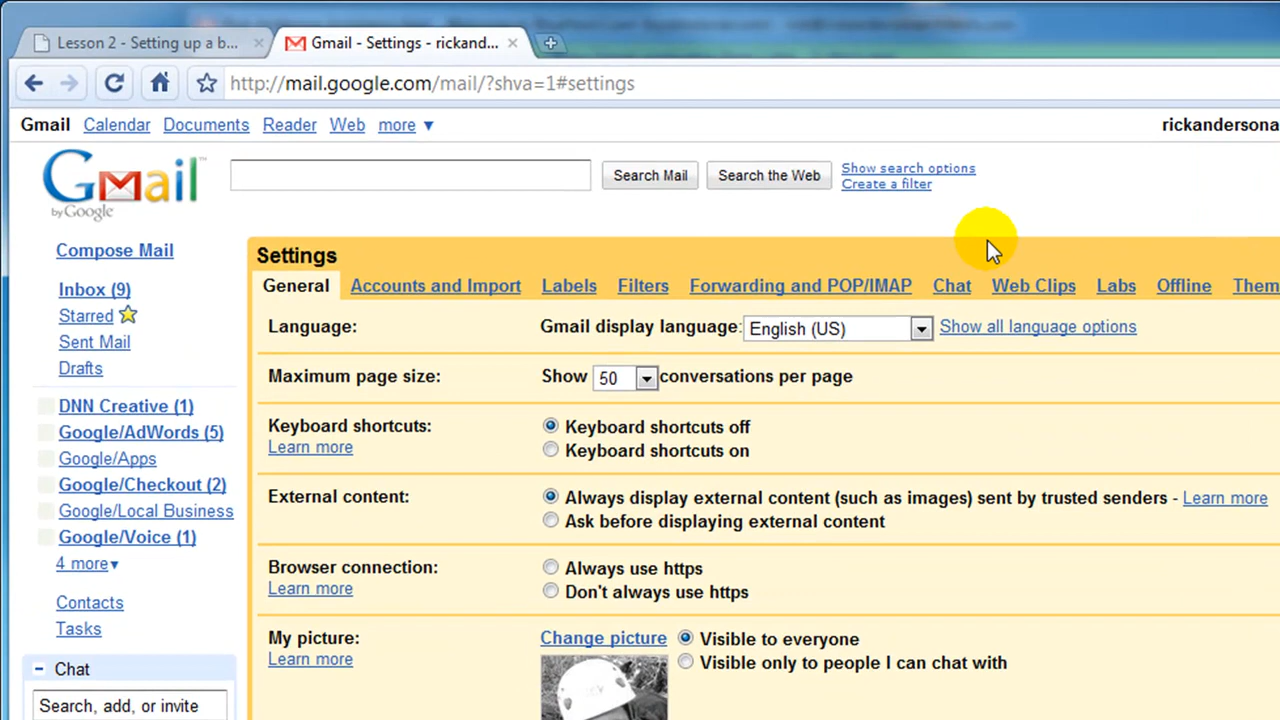 Lesson 2 - Setting up a b...
Gmail - Settings - rickand...
http://mail.google.com/mail/?shva=1#settings
Gmail Calendar Documents Reader Web more ▼
rickandersona
Gmail™
by Google
Search Mail
Search the Web
Show search options
Create a filter
Compose Mail
Inbox (9)
Starred
Sent Mail
Drafts
DNN Creative (1)
Google/AdWords (5)
Google/Apps
Google/Checkout (2)
Google/Local Business
Google/Voice (1)
4 more▼
Contacts
Tasks
Chat
Search, add, or invite
Settings
General Accounts and Import Labels Filters Forwarding and POP/IMAP Chat Web Clips Labs Offline Them
Language: Gmail display language: English (US) Show all language options
Maximum page size: Show 50 conversations per page
Keyboard shortcuts: Keyboard shortcuts off
Learn more Keyboard shortcuts on
External content: Always display external content (such as images) sent by trusted senders - Learn more
Ask before displaying external content
Browser connection: Always use https
Learn more Don't always use https
My picture: Change picture Visible to everyone
Learn more Visible only to people I can chat with